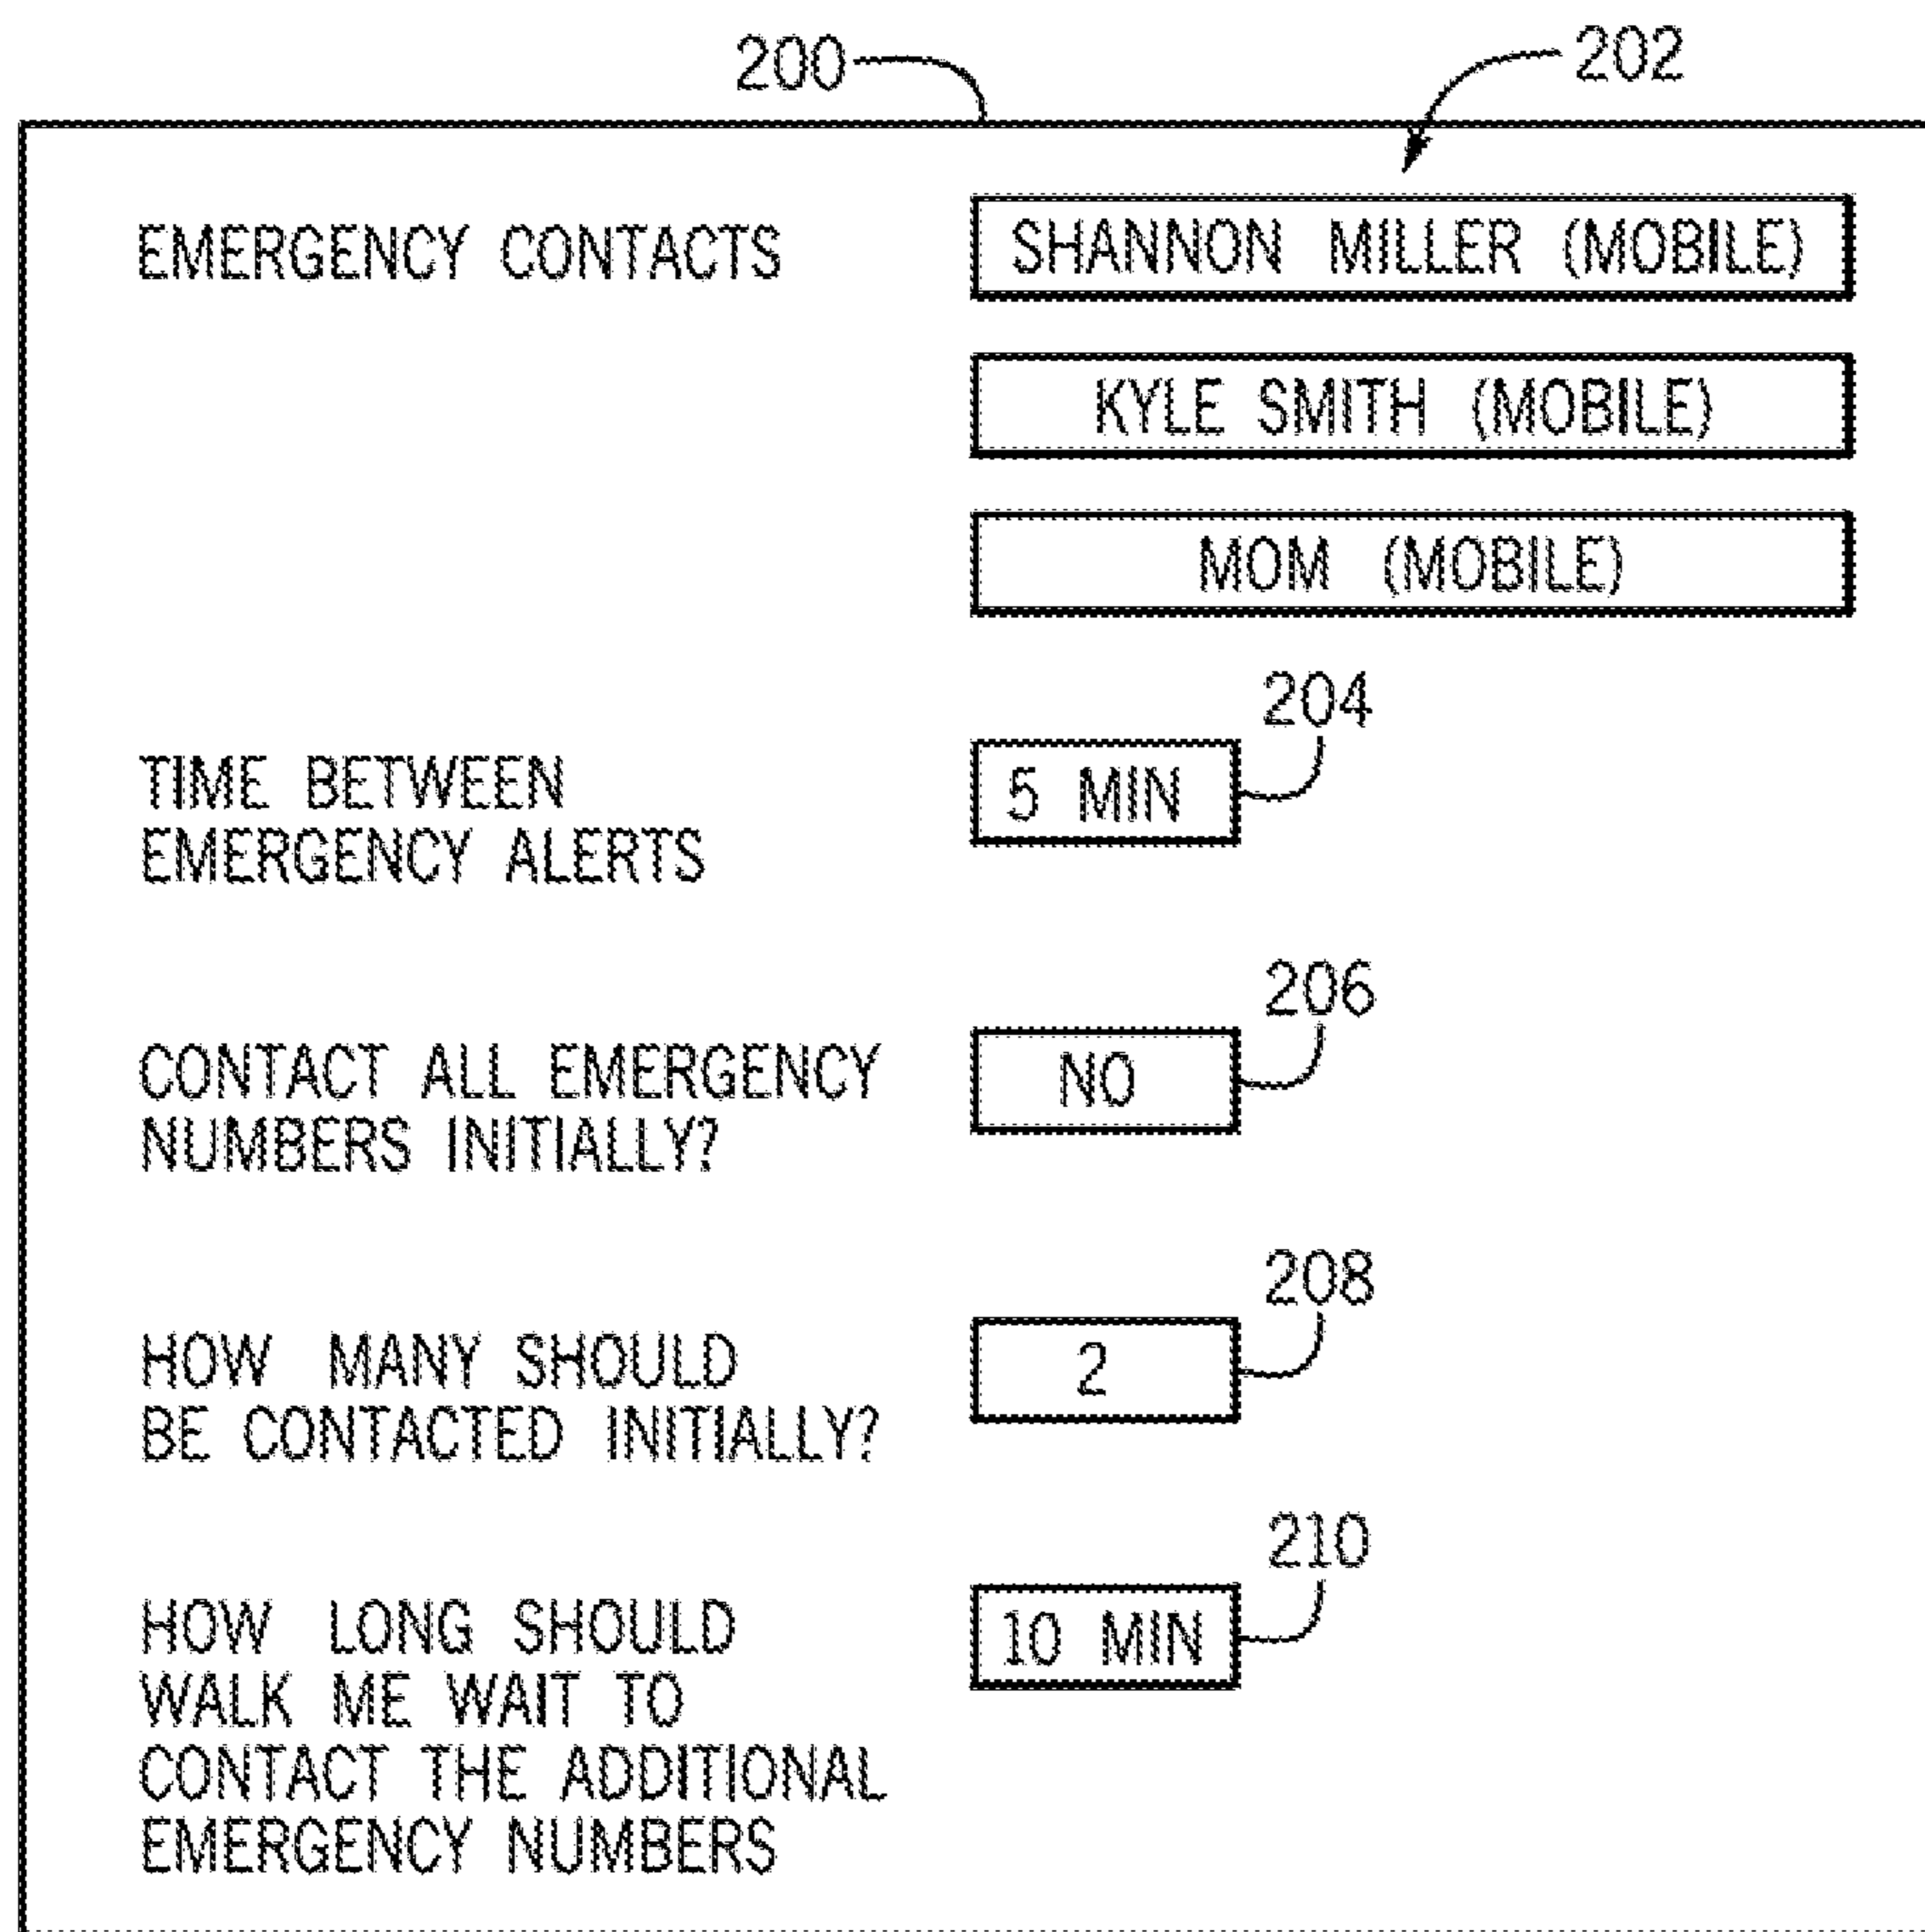 200
202
EMERGENCY CONTACTS
SHANNON MILLER (MOBILE)
KYLE SMITH (MOBILE)
MOM (MOBILE)
204
TIME BETWEEN
EMERGENCY ALERTS
5 MIN
206
CONTACT ALL EMERGENCY
NUMBERS INITIALLY?
NO
208
HOW MANY SHOULD
BE CONTACTED INITIALLY?
2
210
HOW LONG SHOULD
WALK ME WAIT TO
CONTACT THE ADDITIONAL
EMERGENCY NUMBERS
10 MIN